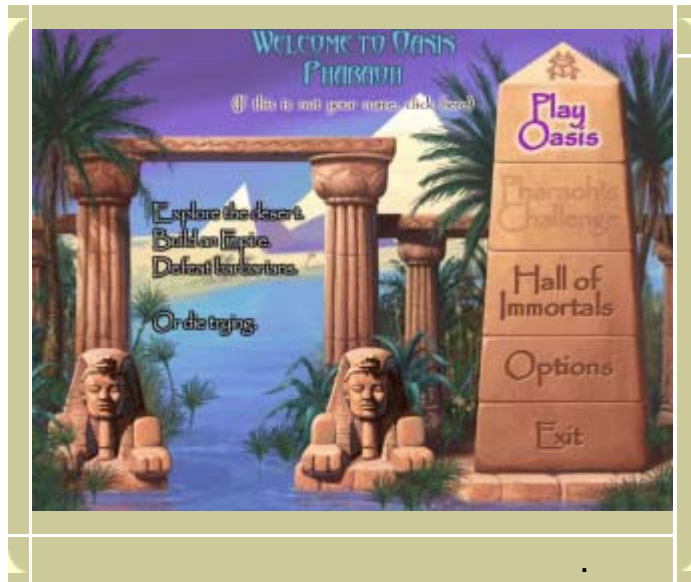 WELCOME TO OASIS
PHARAOH
(If this is not your name, click here)
Explore the desert.
Build an Empire.
Defeat barbarians.
Or die trying.
Play
Oasis
Pharaoh's
Challenge
Hall of
Immortals
Options
Exit
.